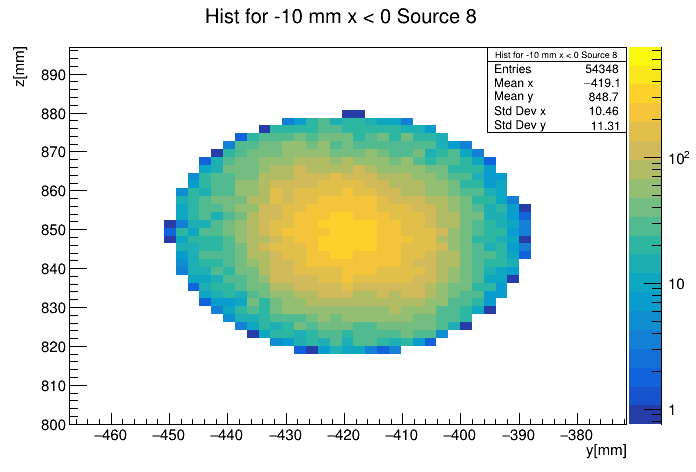 Hist for -10 mm x < 0 Source 8
z[mm]
Hist for -10 mm x < 0 Source 8
Entries 54348
Mean x −419.1
Mean y 848.7
Std Dev x 10.46
Std Dev y 11.31
890
880
870
860
850
840
830
820
810
800
−460 −450 −440 −430 −420 −410 −400 −390 −380
y[mm]
10²
10
1